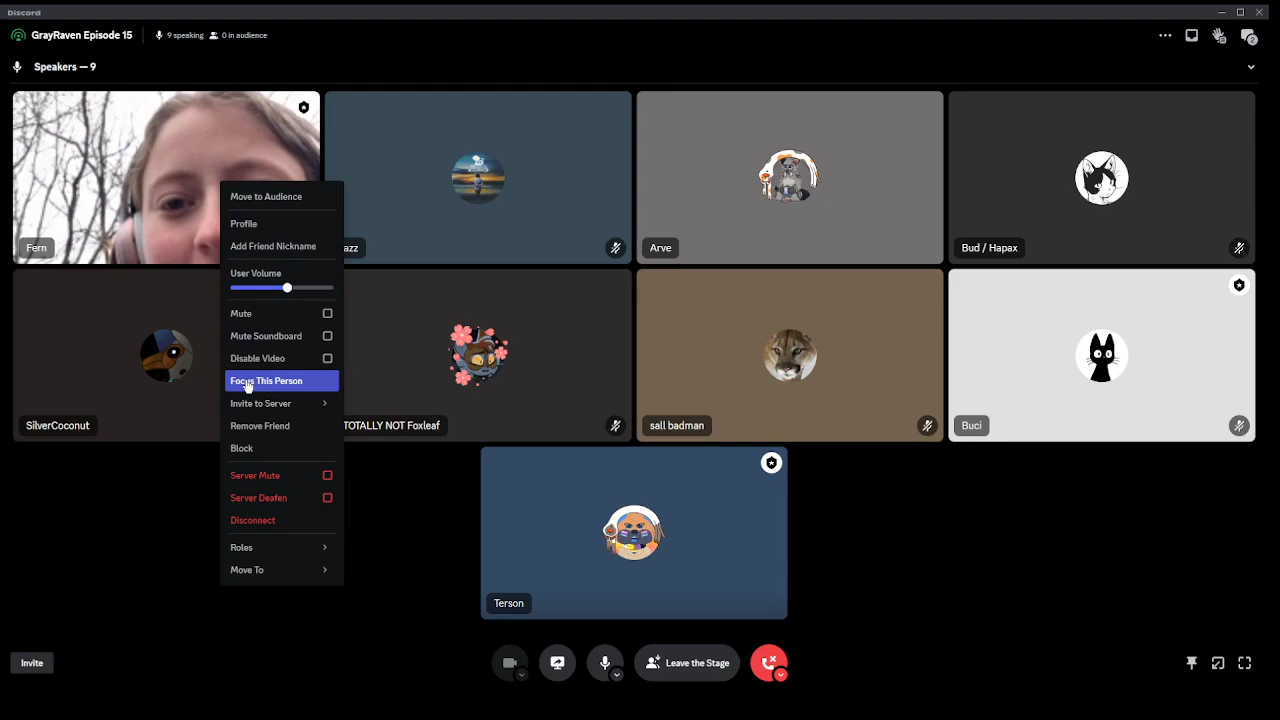 Discord
GrayRaven Episode 15
9 speaking
0 in audience
2
Speakers — 9
Fern
azz
Arve
Bud / Hapax
Move to Audience
Profile
Add Friend Nickname
User Volume
Mute
Mute Soundboard
Disable Video
Focus This Person
Invite to Server
Remove Friend
Block
Server Mute
Server Deafen
Disconnect
Roles
Move To
SilverCoconut
TOTALLY NOT Foxleaf
sall badman
Buci
Terson
Invite
Leave the Stage